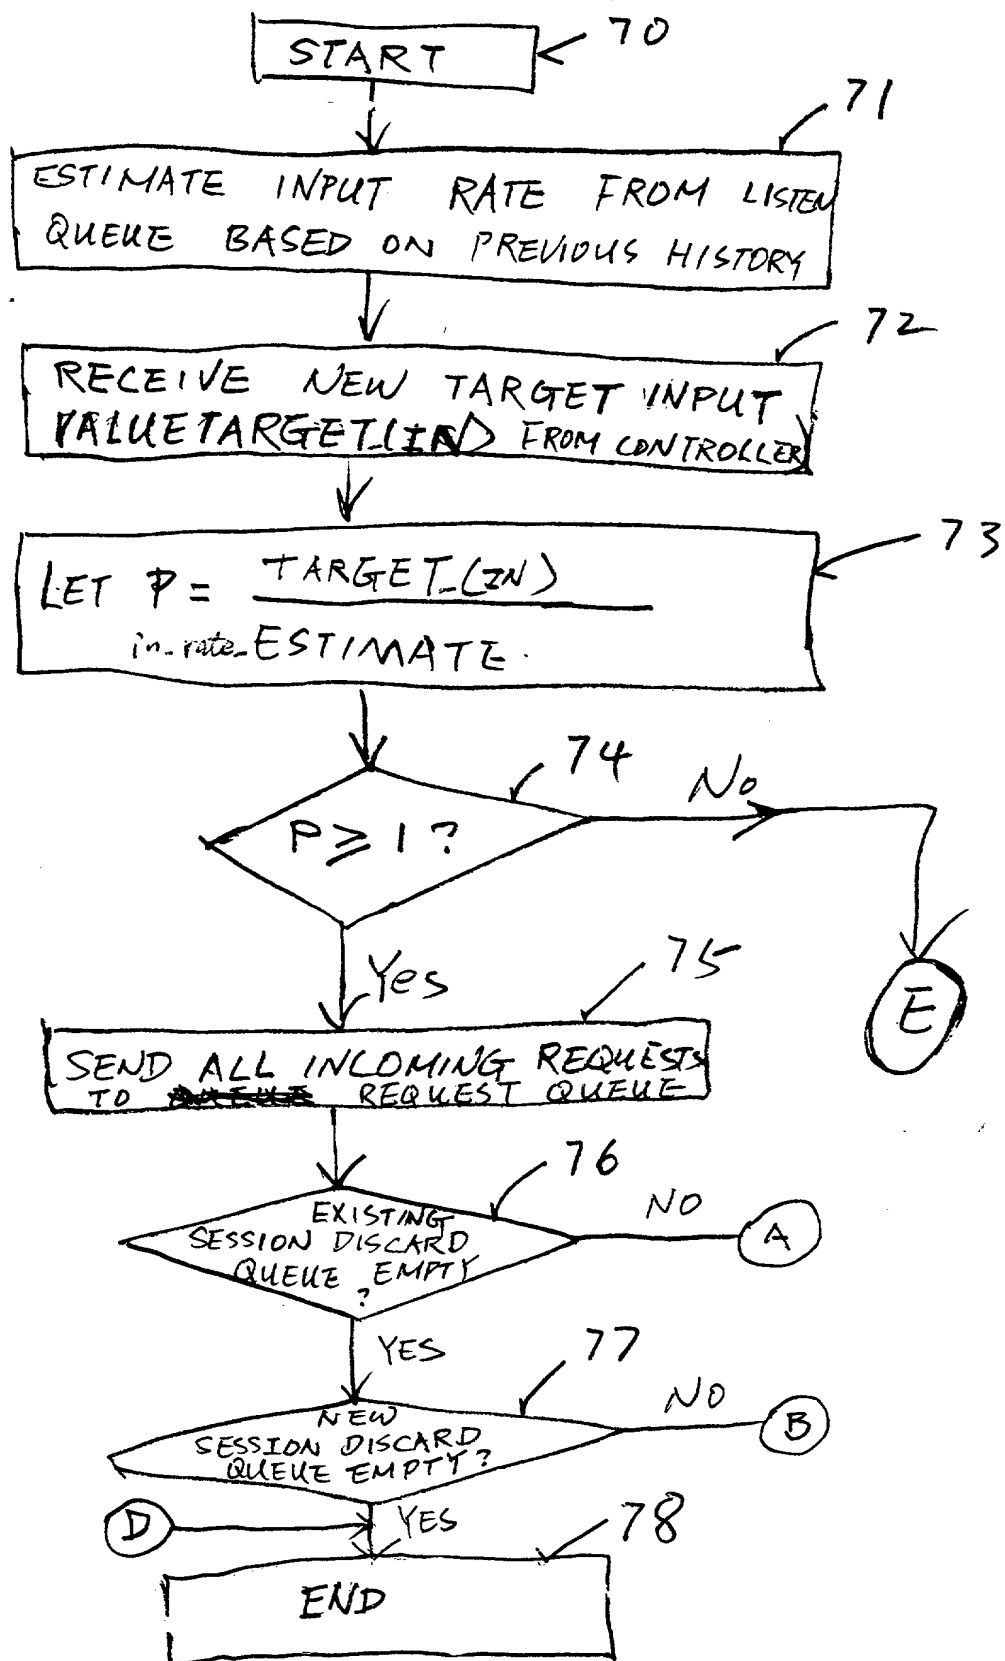 START
70
71
ESTIMATE INPUT RATE FROM LISTEN
QUEUE BASED ON PREVIOUS HISTORY
72
RECEIVE NEW TARGET INPUT
VALUE TARGET_(IN) FROM CONTROLLER
73
LET P = TARGET_(IN)
in_rate_ESTIMATE.
74
No
P ≥ 1 ?
Yes
E
75
SEND ALL INCOMING REQUESTS
TO REQUEST QUEUE
76
NO
A
EXISTING
SESSION DISCARD
QUEUE EMPTY
?
YES
77
NO
B
NEW
SESSION DISCARD
QUEUE EMPTY?
D
YES
78
END